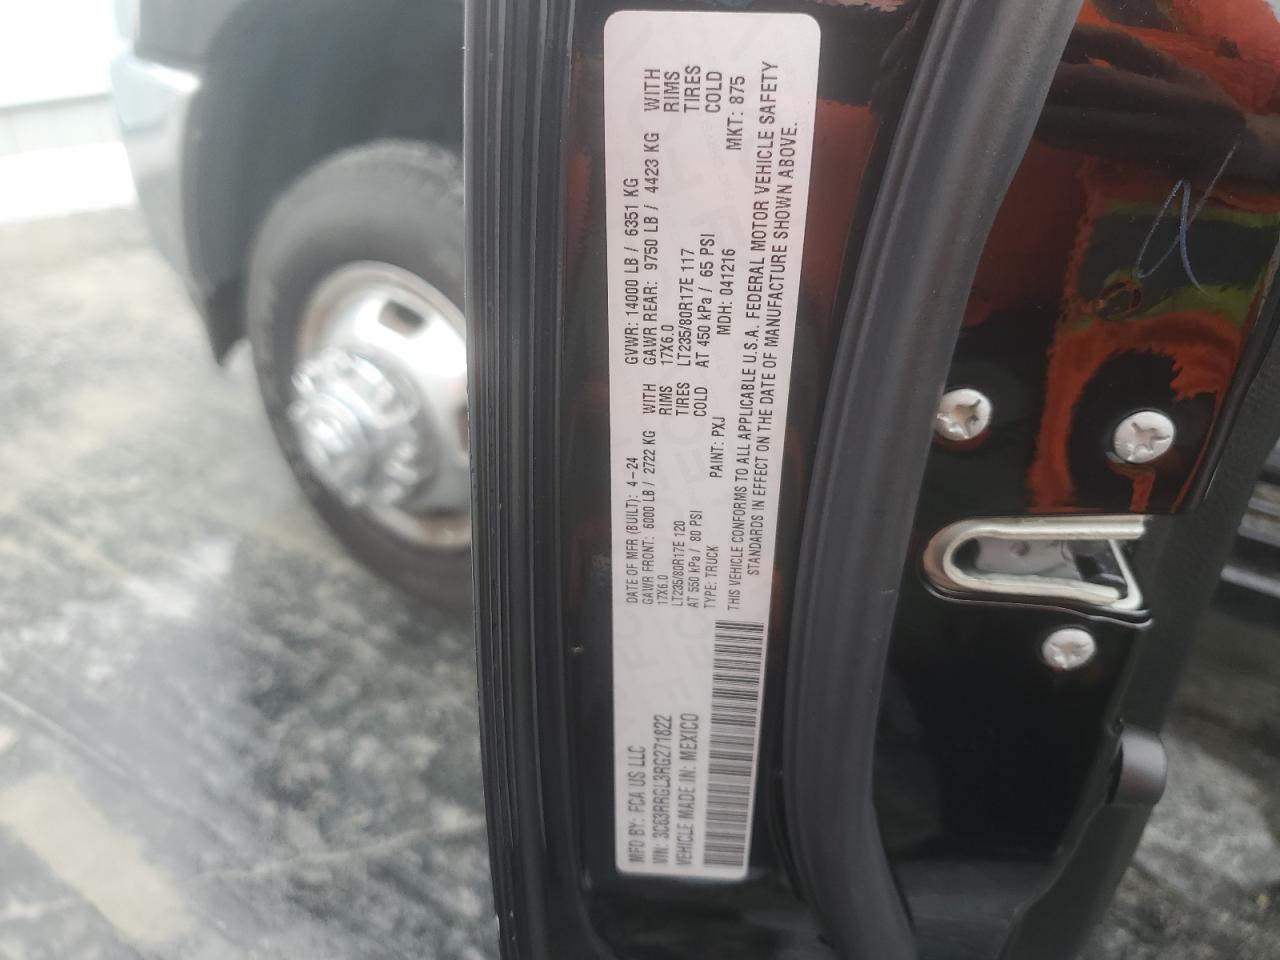 MFD BY: FCA US LLC
VIN: 3C63RRGL3RG271822
VEHICLE MADE IN: MEXICO
DATE OF MFR (BUILT): 4-24 GVWR: 14000 LB / 6351 KG
GAWR FRONT: 6000 LB / 2722 KG WITH GAWR REAR: 9750 LB / 4423 KG WITH
17X6.0 RIMS 17X6.0 RIMS
LT235/80R17E 120 TIRES LT235/80R17E 117 TIRES
AT 550 kPa / 80 PSI COLD AT 450 kPa / 65 PSI COLD
TYPE: TRUCK PAINT: PXJ MDH: 041216 MKT: 875
THIS VEHICLE CONFORMS TO ALL APPLICABLE U.S.A. FEDERAL MOTOR VEHICLE SAFETY
STANDARDS IN EFFECT ON THE DATE OF MANUFACTURE SHOWN ABOVE.